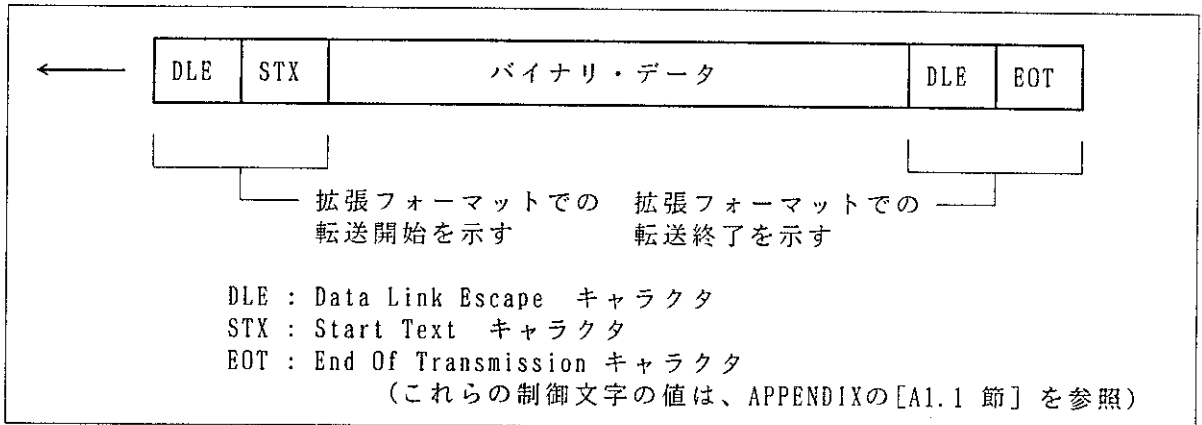 DLE STX バイナリ・データ DLE EOT
拡張フォーマットでの 拡張フォーマットでの
転送開始を示す 転送終了を示す
DLE : Data Link Escape キャラクタ
STX : Start Text キャラクタ
EOT : End Of Transmission キャラクタ
(これらの制御文字の値は、APPENDIXの[A1.1 節] を参照)